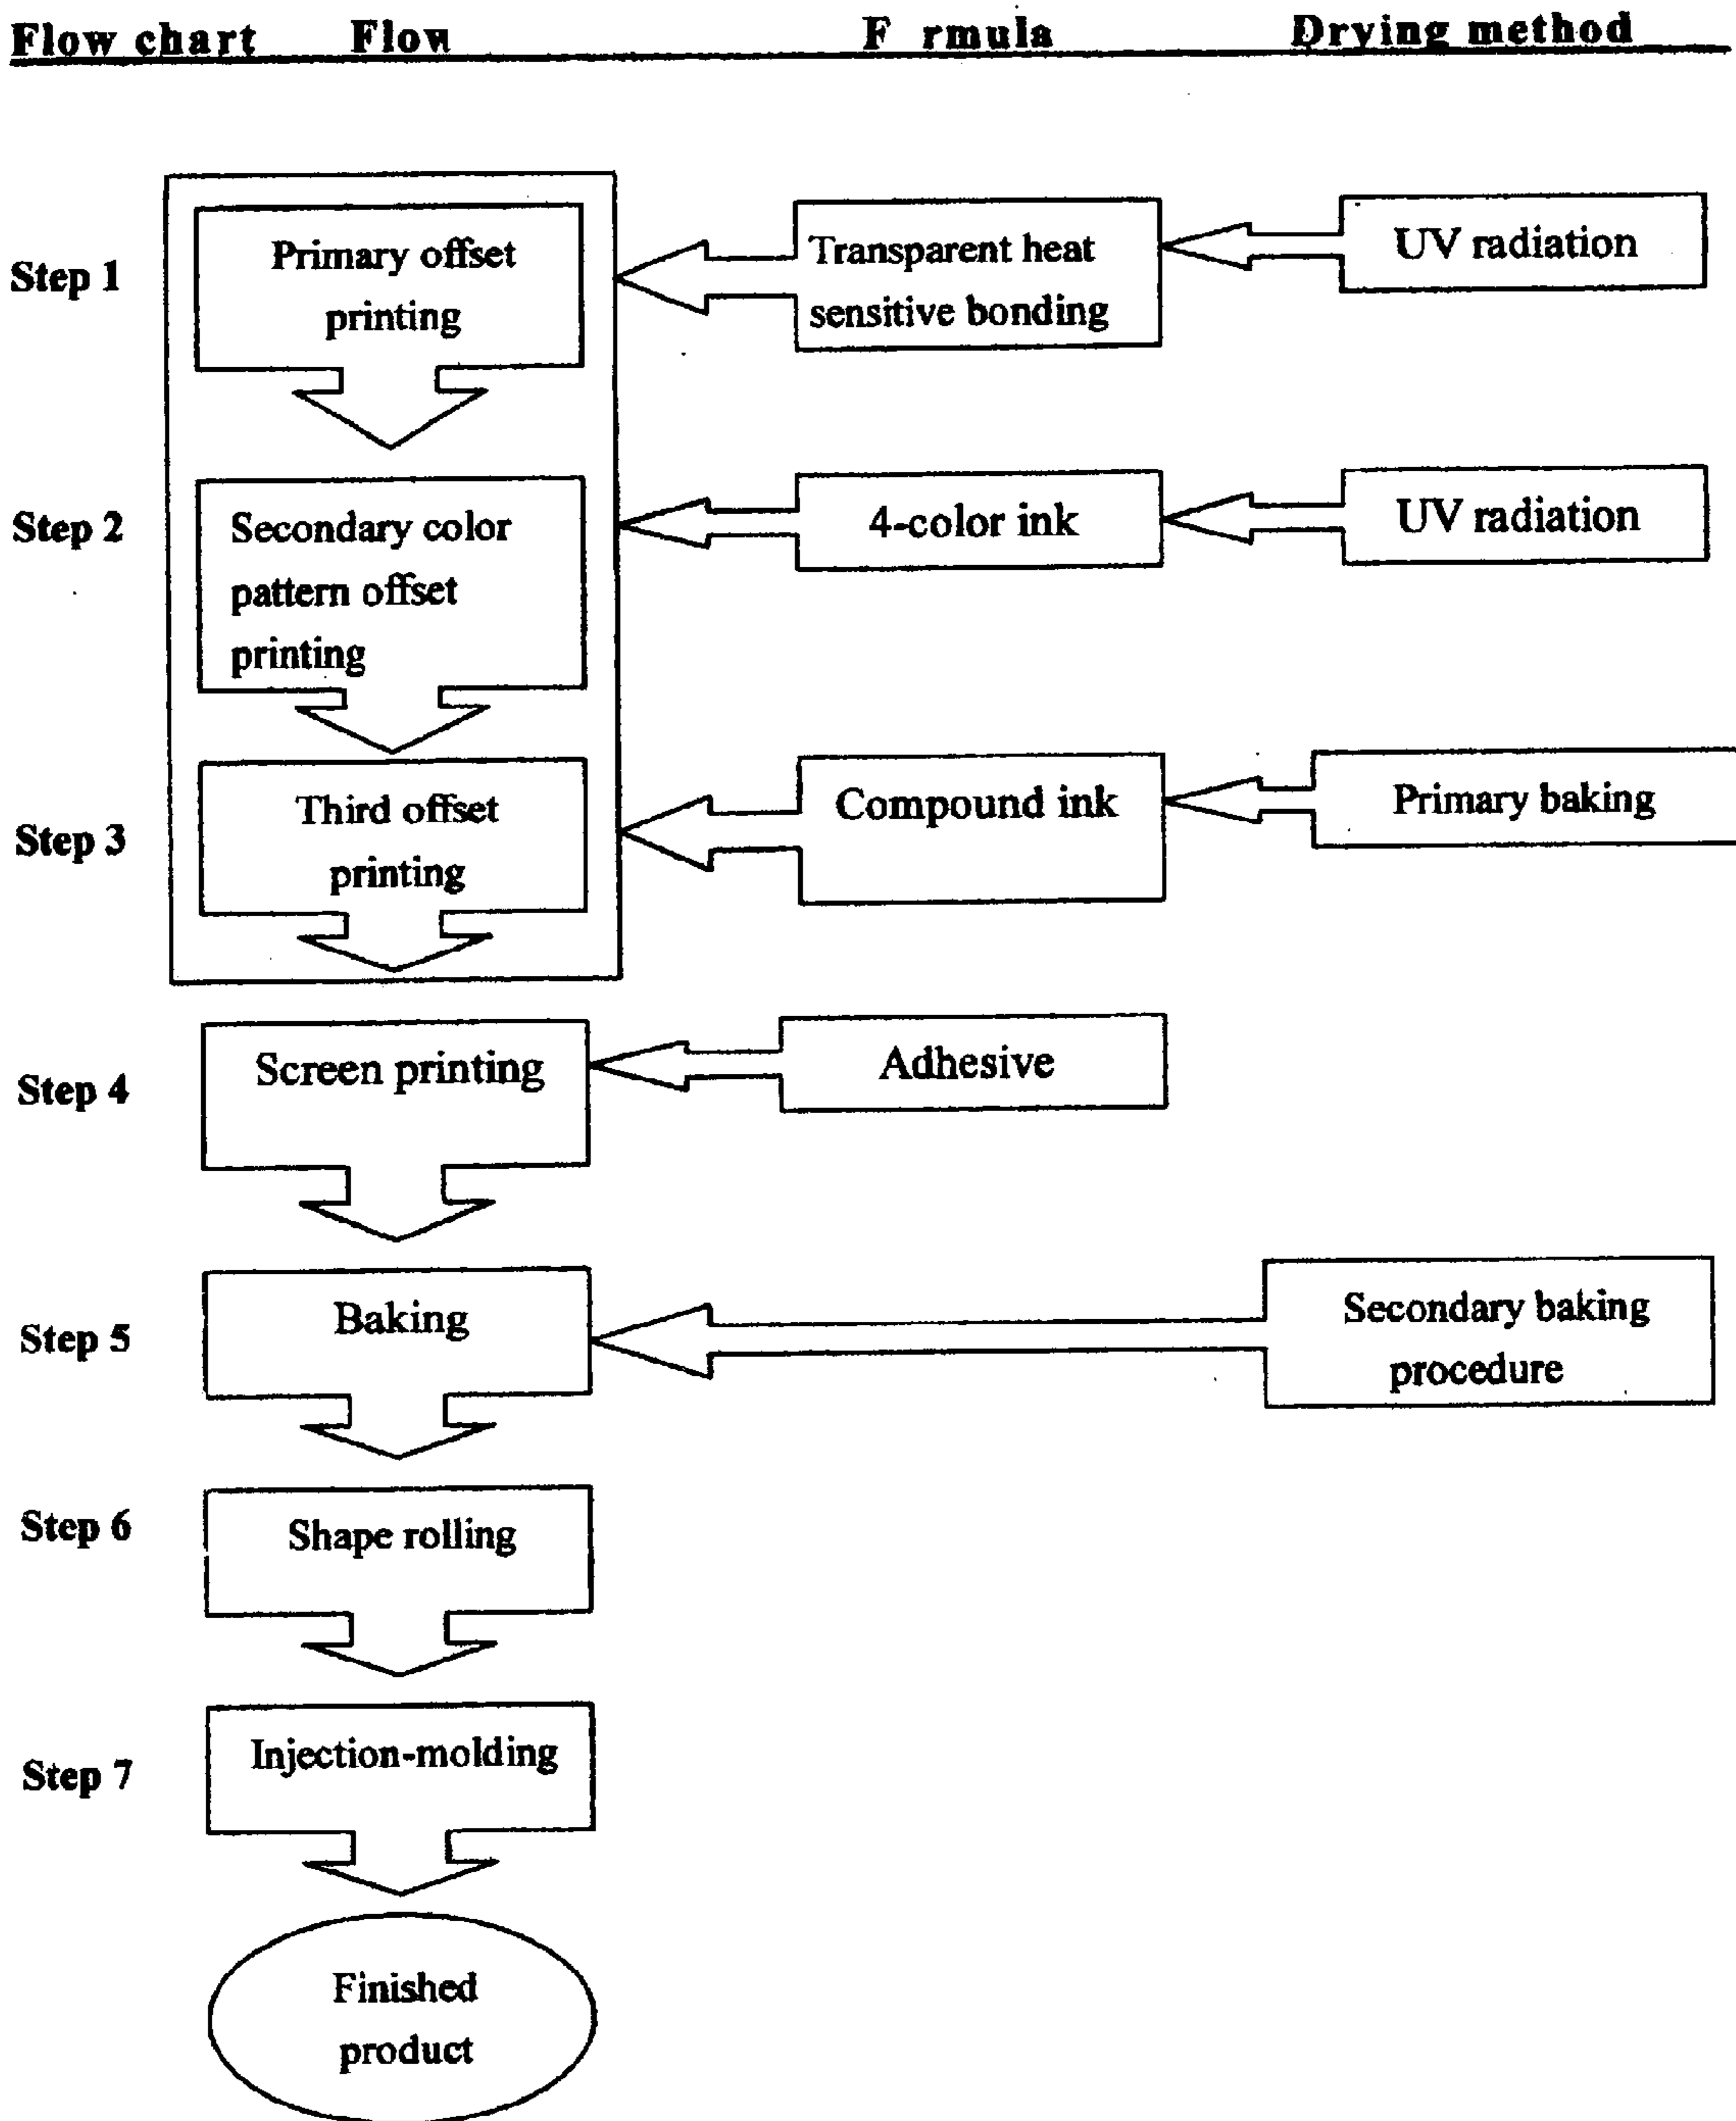 Flow chart Flow F rmula Drying method
Step 1
Primary offset
printing
Transparent heat
sensitive bonding
UV radiation
Step 2
Secondary color
pattern offset
printing
4-color ink
UV radiation
Step 3
Third offset
printing
Compound ink
Primary baking
Step 4
Screen printing
Adhesive
Step 5
Baking
Secondary baking
procedure
Step 6
Shape rolling
Step 7
Injection-molding
Finished
product